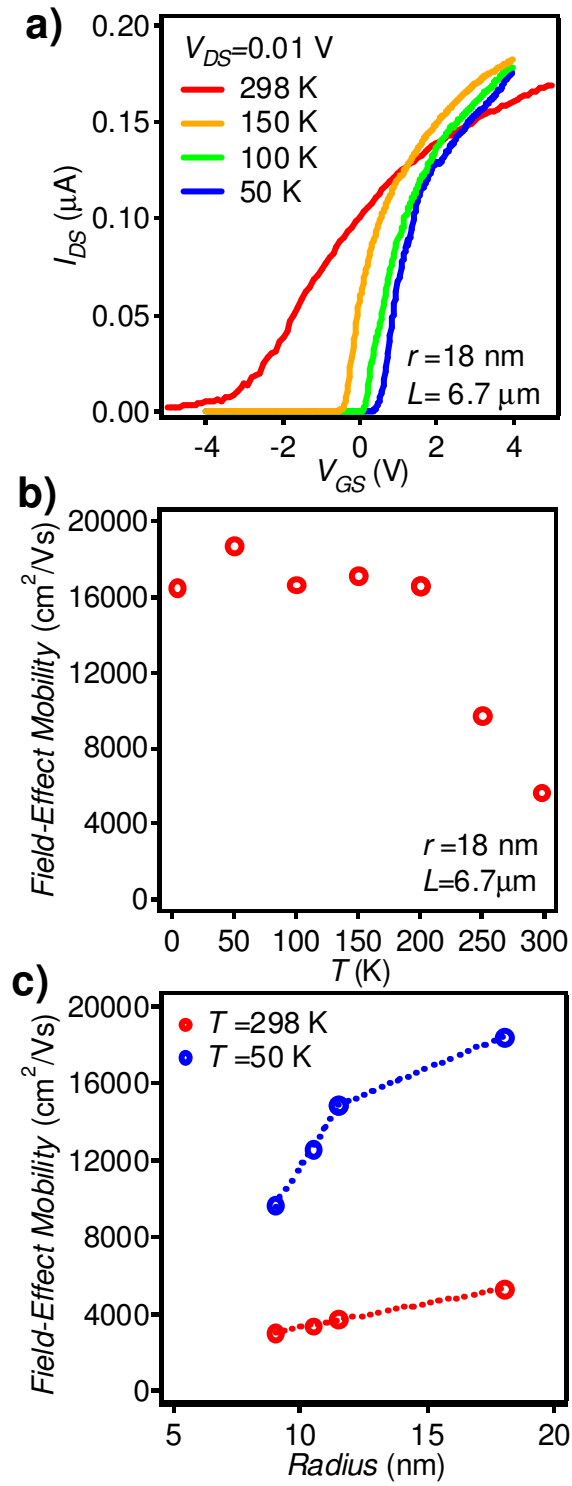 a)
0.20
0.15
0.10
0.05
0.00
I_DS (μA)
V_DS=0.01 V
298 K
150 K
100 K
50 K
r =18 nm
L= 6.7 μm
-4 -2 0 2 4
V_GS (V)
b)
20000
16000
12000
8000
4000
0
Field-Effect Mobility (cm²/Vs)
r =18 nm
L=6.7μm
0 50 100 150 200 250 300
T (K)
c)
20000
16000
12000
8000
4000
0
Field-Effect Mobility (cm²/Vs)
T =298 K
T =50 K
5 10 15 20
Radius (nm)